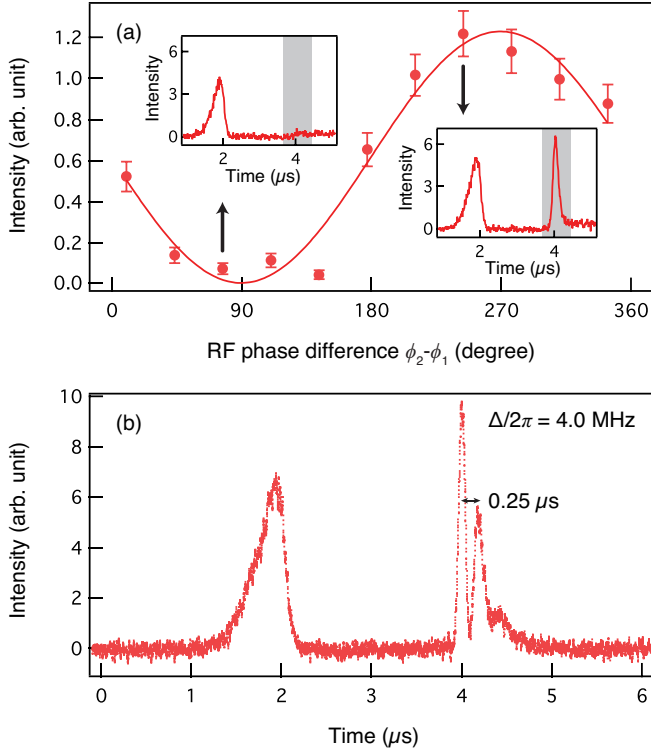 (a)
Intensity (arb. unit)
1.2
1.0
0.8
0.6
0.4
0.2
0.0
Intensity
6
3
0
2
4
Time (μs)
Intensity
6
3
0
2
4
Time (μs)
0
90
180
270
360
RF phase difference ϕ₂-ϕ₁ (degree)
(b)
Intensity (arb. unit)
10
8
6
4
2
0
Δ/2π = 4.0 MHz
0.25 μs
0
1
2
3
4
5
6
Time (μs)